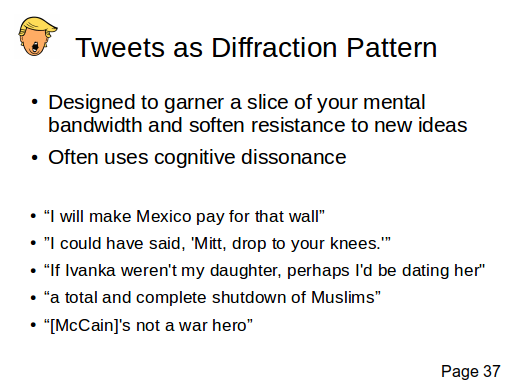 Tweets as Diffraction Pattern
• Designed to garner a slice of your mental
bandwidth and soften resistance to new ideas
• Often uses cognitive dissonance
• “I will make Mexico pay for that wall”
• ”I could have said, 'Mitt, drop to your knees.'”
• “If Ivanka weren't my daughter, perhaps I'd be dating her"
• “a total and complete shutdown of Muslims”
• “[McCain]'s not a war hero”
Page 37